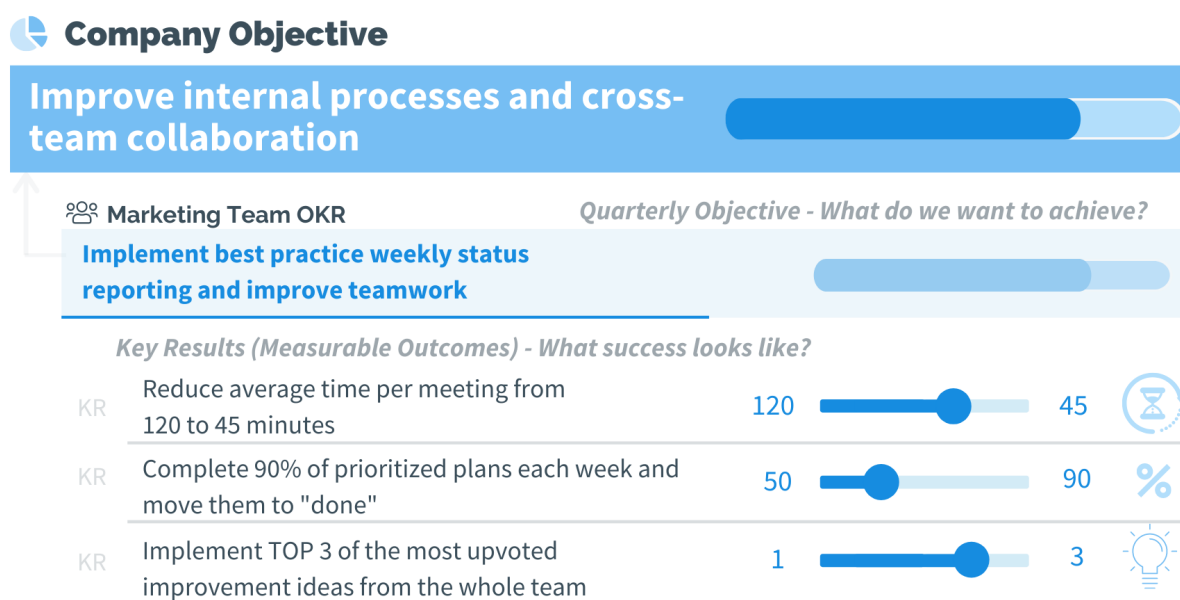 Company Objective
Improve internal processes and cross-
team collaboration
Marketing Team OKR
Quarterly Objective - What do we want to achieve?
Implement best practice weekly status
reporting and improve teamwork
Key Results (Measurable Outcomes) - What success looks like?
KR
Reduce average time per meeting from
120 to 45 minutes
120
45
KR
Complete 90% of prioritized plans each week and
move them to "done"
50
90
%
KR
Implement TOP 3 of the most upvoted
improvement ideas from the whole team
1
3